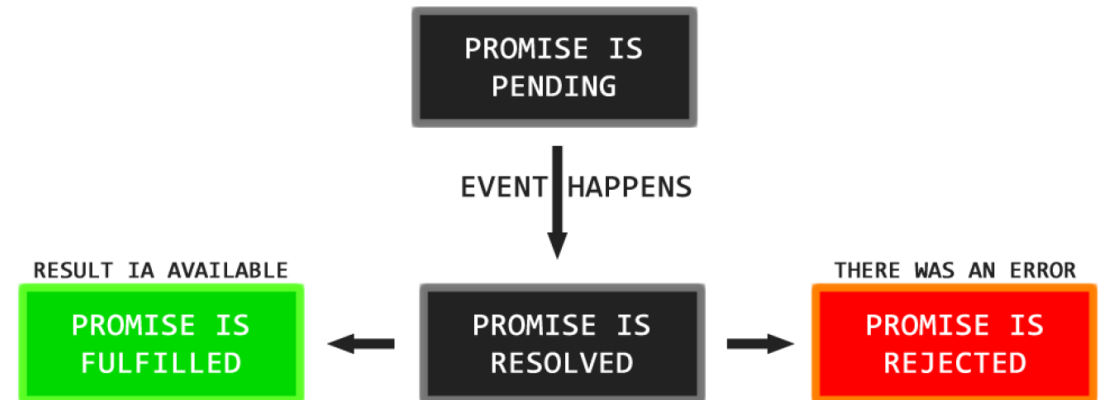 PROMISE IS
PENDING
EVENT HAPPENS
RESULT IA AVAILABLE
THERE WAS AN ERROR
PROMISE IS
FULFILLED
PROMISE IS
RESOLVED
PROMISE IS
REJECTED